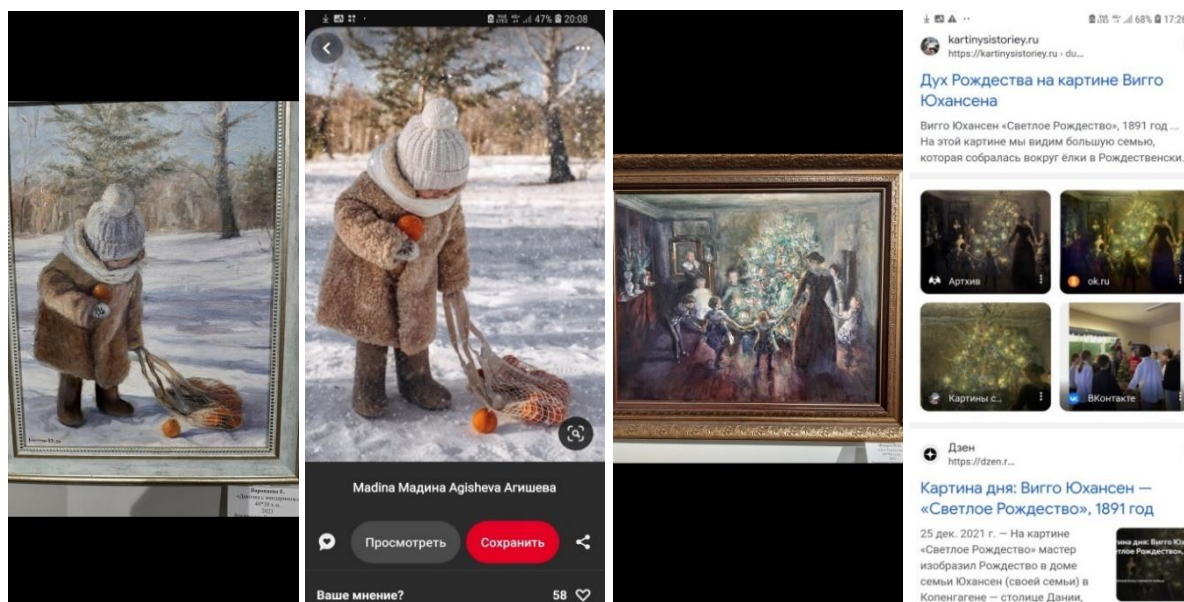 Воронцова Е.
2023
47% 20:08
Madina Мадина Agisheva Агишева
Просмотреть
Сохранить
Ваше мнение?
58
68% 17:26
kartinysistoriey.ru
https://kartinysistoriey.ru › du...
Дух Рождества на картине Вигго
Юхансена
Вигго Юхансен «Светлое Рождество», 1891 год ...
На этой картине мы видим большую семью,
которая собралась вокруг ёлки в Рождественски
Артхив
ok.ru
Картины с...
ВКонтакте
Дзен
https://dzen.r...
Картина дня: Вигго Юхансен —
«Светлое Рождество», 1891 год
25 дек. 2021 г. — На картине
«Светлое Рождество» мастер
изобразил Рождество в доме
семьи Юхансен (своей семьи) в
Копенгагене — столице Дании,